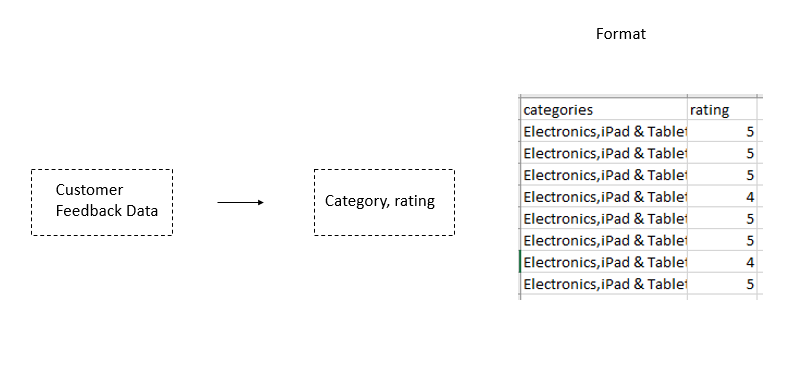 Format
Customer
Feedback Data
Category, rating
categories rating
Electronics,iPad & Tablet 5
Electronics,iPad & Tablet 5
Electronics,iPad & Tablet 5
Electronics,iPad & Tablet 4
Electronics,iPad & Tablet 5
Electronics,iPad & Tablet 5
Electronics,iPad & Tablet 4
Electronics,iPad & Tablet 5